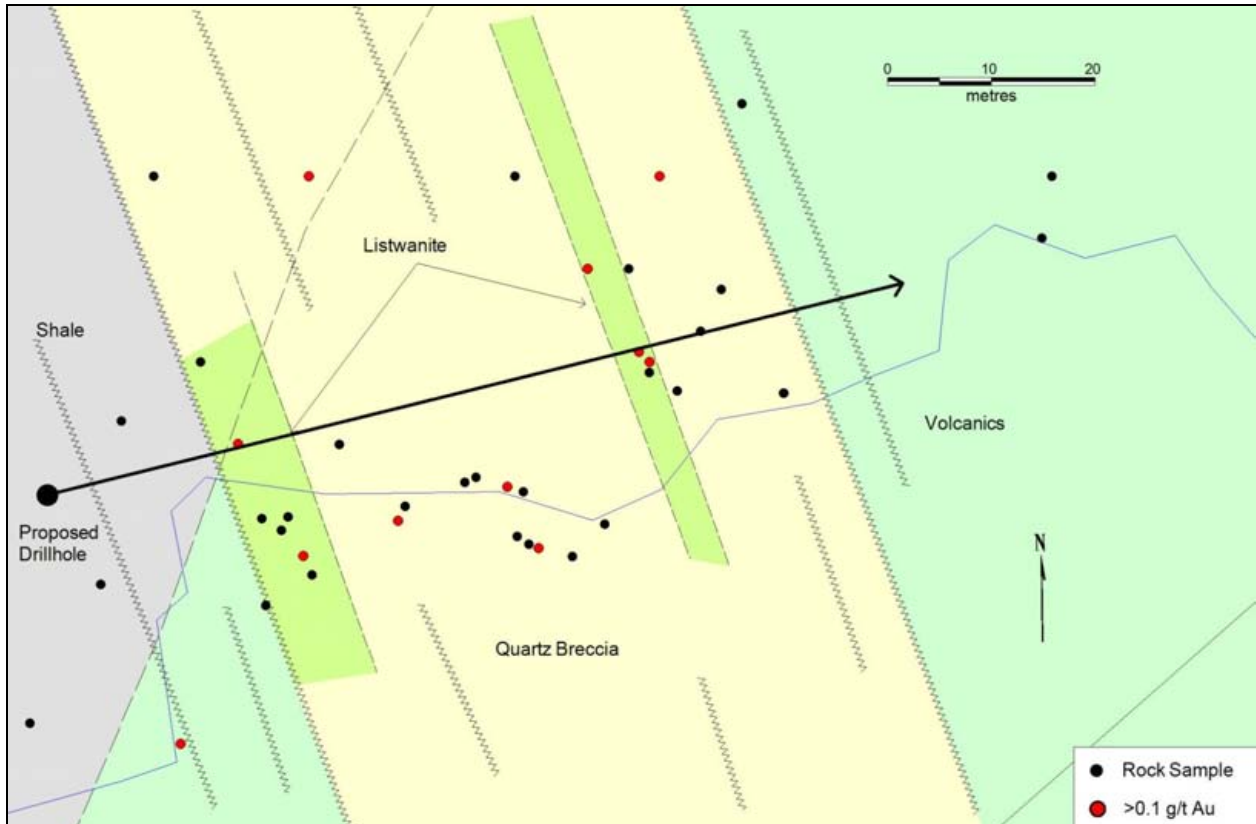 0 10 20
metres
Listwanite
Shale
Volcanics
Proposed
Drillhole
N
Quartz Breccia
Rock Sample
>0.1 g/t Au